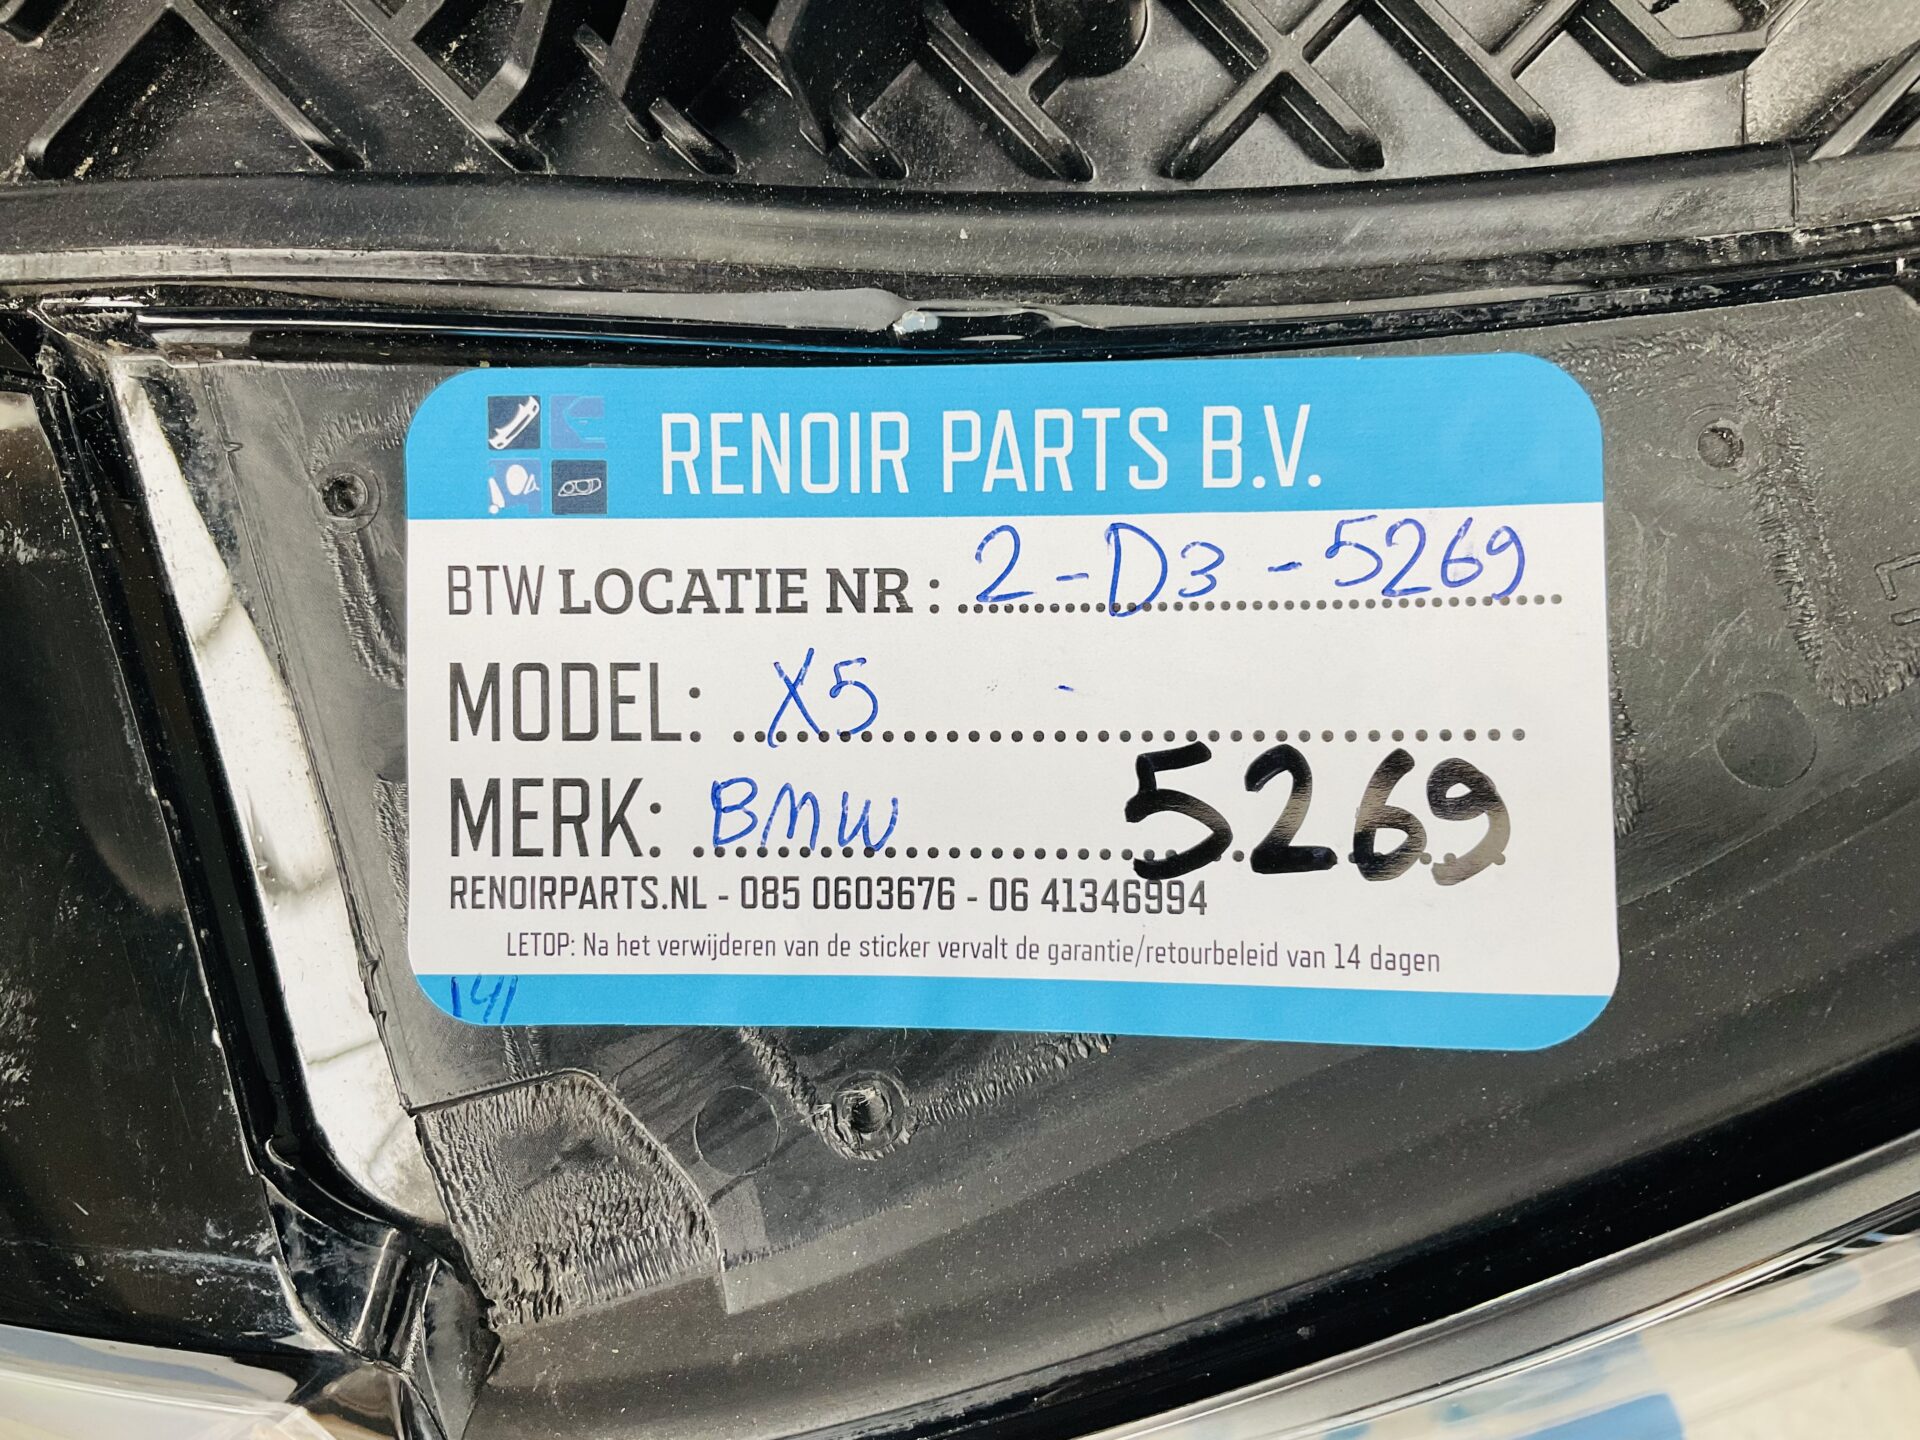 RENOIR PARTS B.V.
BTW LOCATIE NR : 2-D3-5269
MODEL: X5
MERK: BMW 5269
RENOIRPARTS.NL - 085 0603676 - 06 41346994
LETOP: Na het verwijderen van de sticker vervalt de garantie/retourbeleid van 14 dagen
141